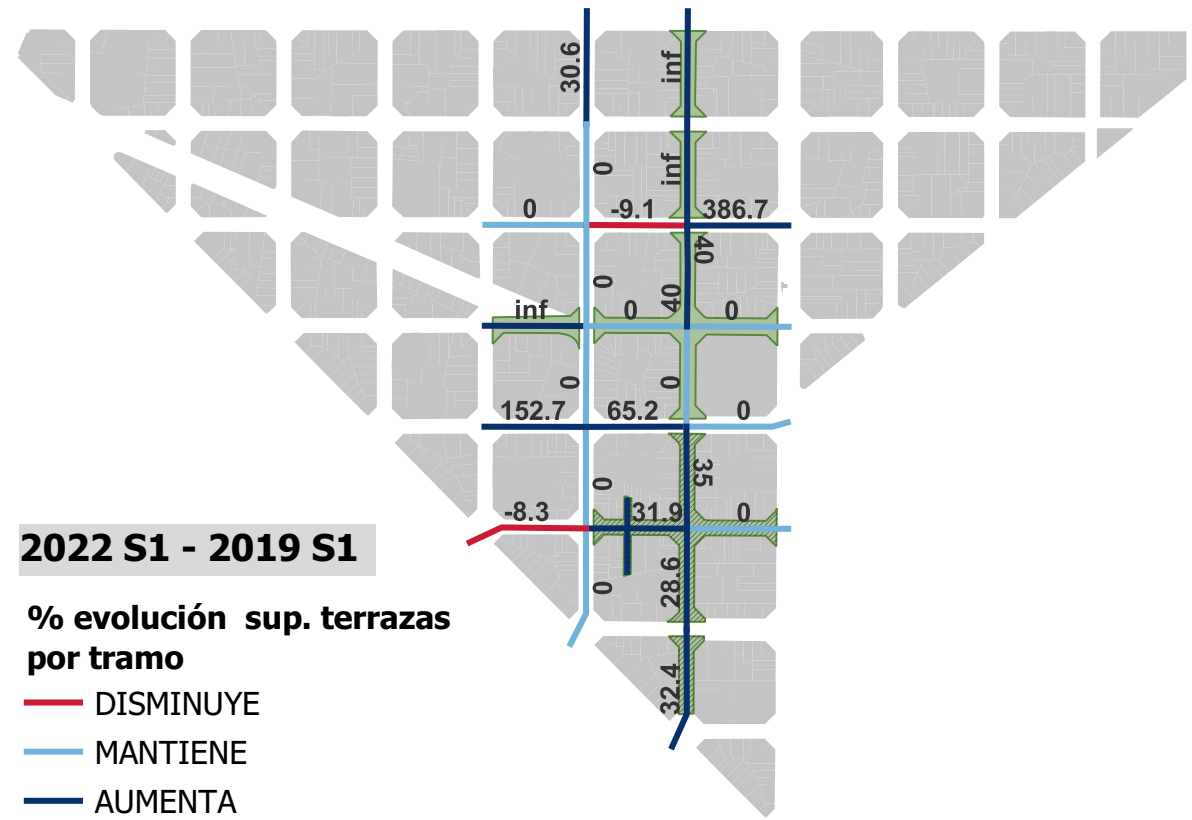 30.6
inf
0
inf
0
-9.1
386.7
40
0
40
inf
0
0
0
0
152.7
65.2
0
35
0
-8.3
31.9
0
28.6
0
32.4
2022 S1 - 2019 S1
% evolución sup. terrazas
por tramo
DISMINUYE
MANTIENE
AUMENTA